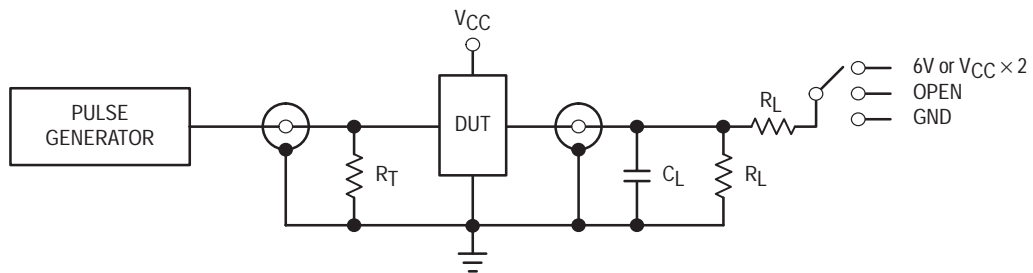 VCC
PULSE
GENERATOR
RT
DUT
CL
RL
RL
6V or VCC × 2
OPEN
GND